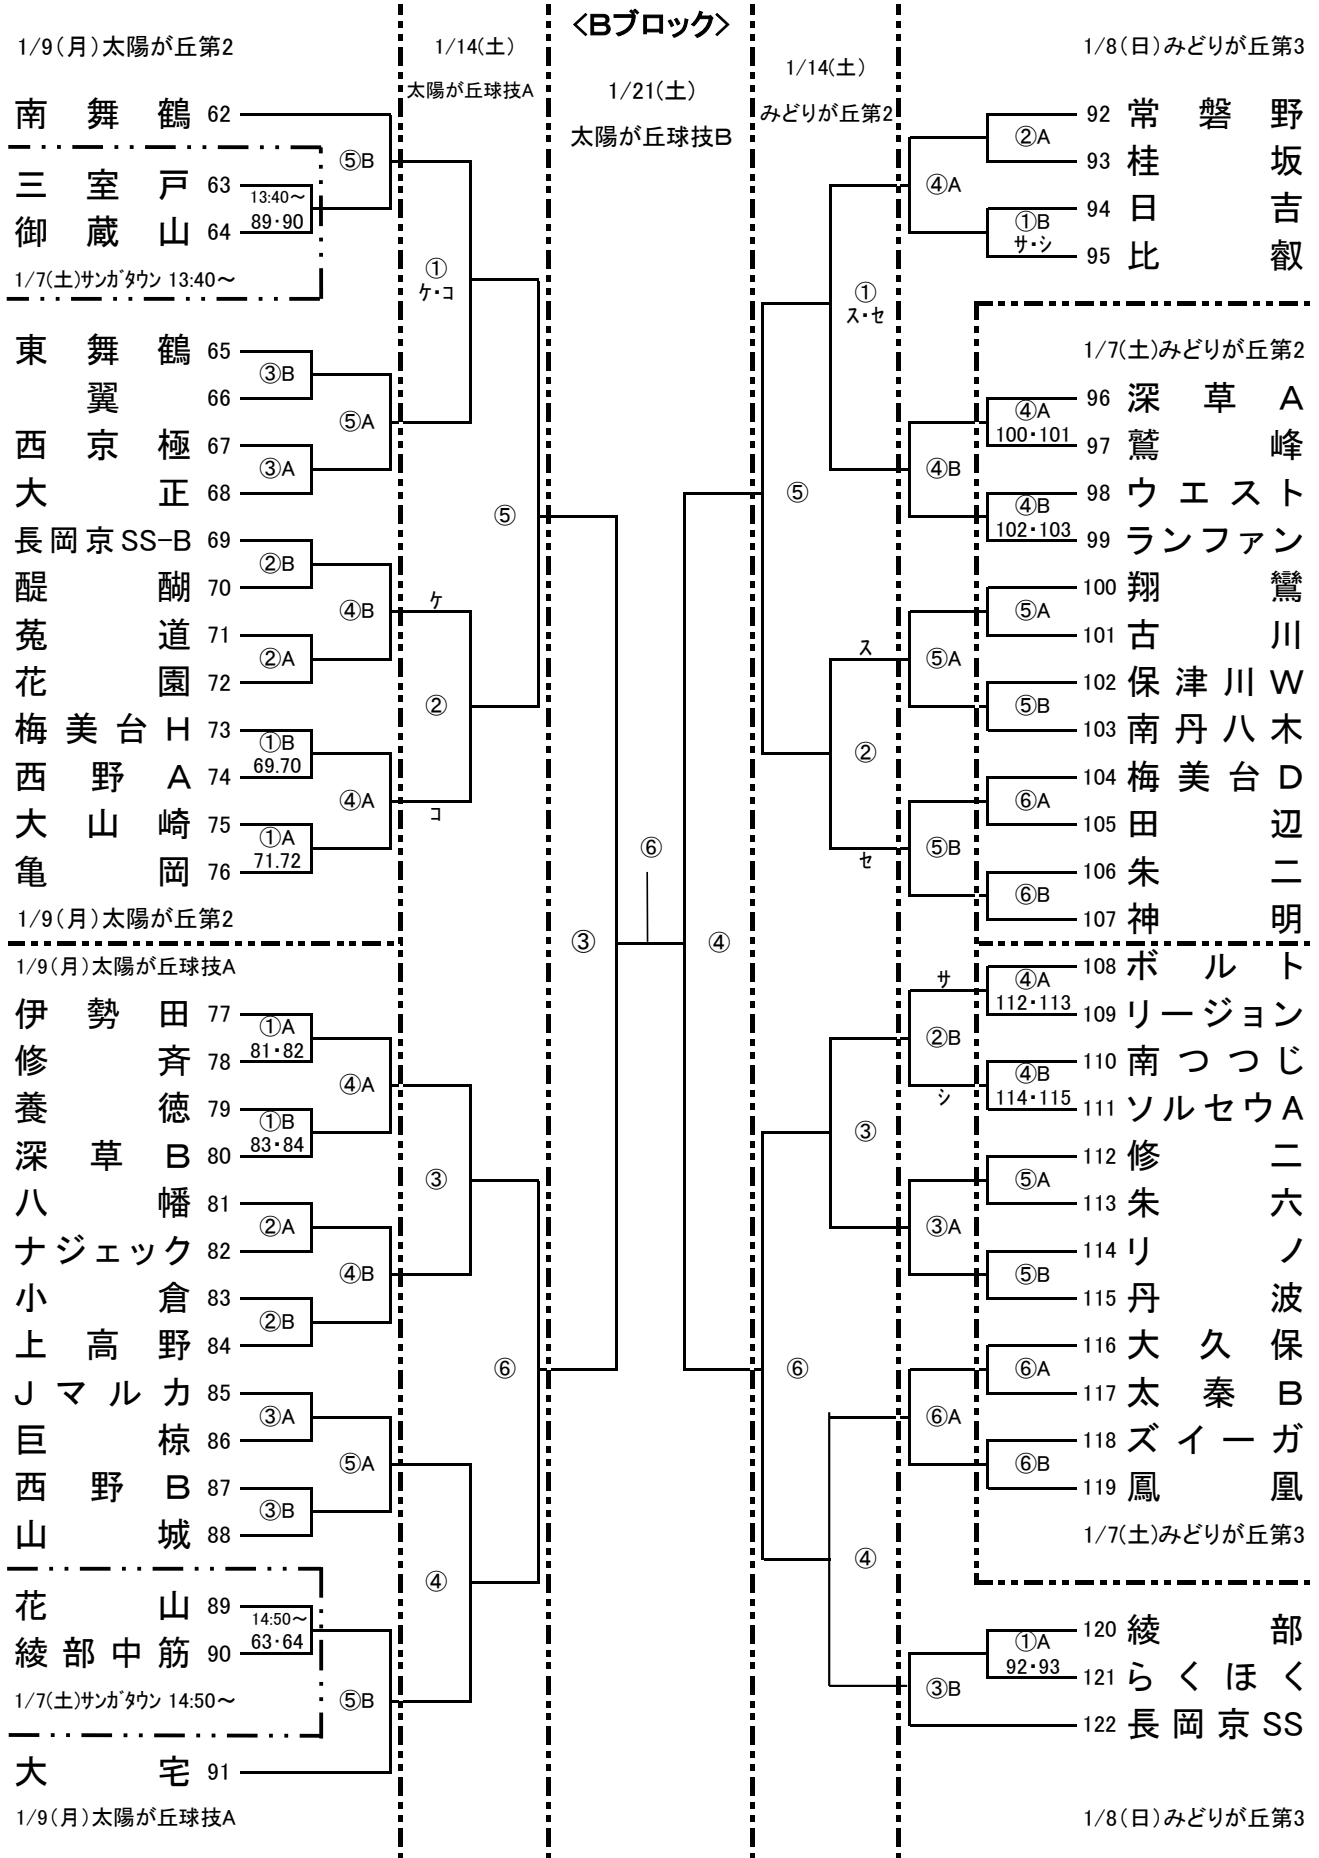 <Bブロック>
1/9(月)太陽が丘第2
1/14(土)
太陽が丘球技A
1/21(土)
太陽が丘球技B
1/14(土)
みどりが丘第2
1/8(日)みどりが丘第3
南舞鶴 62
⑤B
三室戸 63
13:40～
89・90
御蔵山 64
1/7(土)サンガタウン 13:40～
①
ケ・コ
東舞鶴 65
③B
翼 66
⑤A
西京極 67
③A
大正 68
⑤
長岡京SS-B 69
②B
醍醐 70
④B
ケ
菟道 71
②A
花園 72
②
梅美台H 73
①B
69.70
西野A 74
④A
コ
大山崎 75
①A
71.72
亀岡 76
1/9(月)太陽が丘第2
③
⑥
④
1/9(月)太陽が丘球技A
伊勢田 77
①A
81・82
修斉 78
④A
養徳 79
①B
83・84
深草B 80
③
八幡 81
②A
ナジェック 82
④B
小倉 83
②B
上高野 84
⑥
Jマルカ 85
③A
巨椋 86
⑤A
西野B 87
③B
山城 88
④
花山 89
14:50～
63・64
綾部中筋 90
1/7(土)サンガタウン 14:50～
⑤B
大宅 91
1/9(月)太陽が丘球技A
92 常磐野
②A
93 桂坂
④A
94 日吉
①B
サ・シ
95 比叡
①
ス・セ
1/7(土)みどりが丘第2
96 深草A
④A
100・101
97 鷲峰
④B
98 ウエスト
④B
102・103
99 ランファン
⑤
100 翔鸞
⑤A
101 古川
ス
⑤A
102 保津川W
⑤B
103 南丹八木
②
104 梅美台D
⑥A
105 田辺
セ
⑤B
106 朱二
⑥B
107 神明
108 ボルト
サ
④A
112・113
109 リージョン
②B
110 南つつじ
④B
114・115
シ
111 ソルセウA
③
112 修二
⑤A
113 朱六
③A
114 リノ
⑤B
115 丹波
116 大久保
⑥A
117 太秦B
⑥
⑥A
118 ズイーガ
⑥B
119 鳳凰
1/7(土)みどりが丘第3
④
120 綾部
①A
92・93
121 らくほく
③B
122 長岡京SS
1/8(日)みどりが丘第3